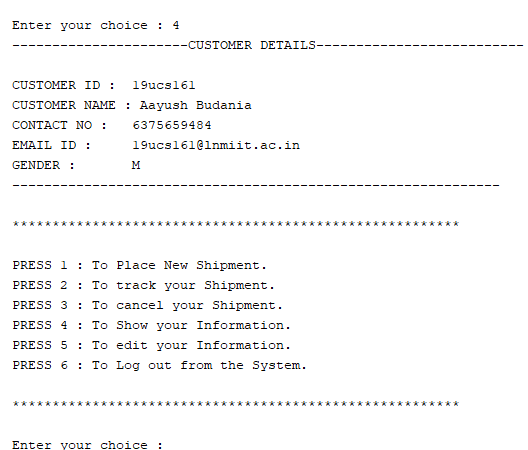 Enter your choice : 4
----------------------CUSTOMER DETAILS--------------------------
CUSTOMER ID :  19ucs161
CUSTOMER NAME : Aayush Budania
CONTACT NO :   6375659484
EMAIL ID :     19ucs161@lnmiit.ac.in
GENDER :       M
-------------------------------------------------------------
********************************************************
PRESS 1 : To Place New Shipment.
PRESS 2 : To track your Shipment.
PRESS 3 : To cancel your Shipment.
PRESS 4 : To Show your Information.
PRESS 5 : To edit your Information.
PRESS 6 : To Log out from the System.
********************************************************
Enter your choice :